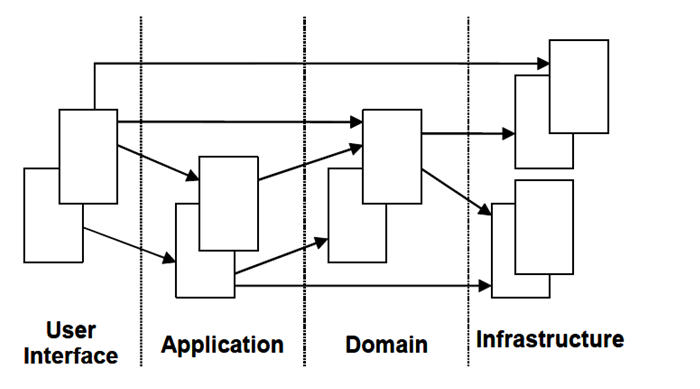 User
Interface
Application
Domain
Infrastructure